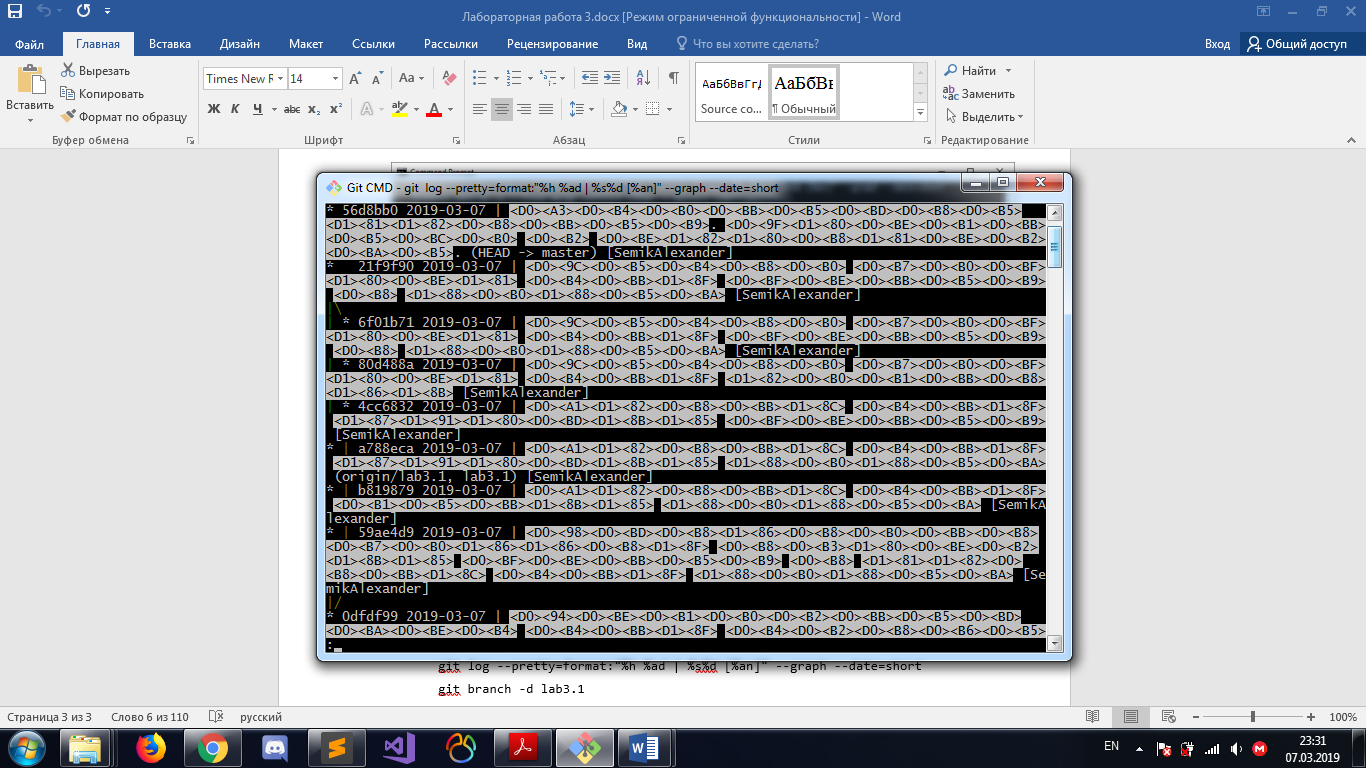 Лабораторная работа 3.docx [Режим ограниченной функциональности] - Word
Файл Главная Вставка Дизайн Макет Ссылки Рассылки Рецензирование Вид Что вы хотите сделать? Вход Общий доступ
Вставить
Вырезать
Копировать
Формат по образцу
Буфер обмена
Times New R 14
Ж К Ч abc x₂ x²
Шрифт
Абзац
АаБбВвГгД
Source co...
АаБбВв
¶ Обычный
Стили
Найти
Заменить
Выделить
Редактирование
Git CMD - git log --pretty=format:"%h %ad | %s%d [%an]" --graph --date=short
* 56d8bb0 2019-03-07 | <D0><A3><D0><B4><D0><B0><D0><BB><D0><B5><D0><BD><D0><B8><D0><B5>
<D1><81><D1><82><D0><B8><D0><BB><D0><B5><D0><B9>. <D0><9F><D1><80><D0><BE><D0><B1><D0><BB>
<D0><B5><D0><BC><D0><B0> <D0><B2> <D0><BE><D1><82><D1><80><D0><B8><D1><81><D0><BE><D0><B2>
<D0><BA><D0><B5>. (HEAD -> master) [SemikAlexander]
*   21f9f90 2019-03-07 | <D0><9C><D0><B5><D0><B4><D0><B8><D0><B0> <D0><B7><D0><B0><D0><BF>
<D1><80><D0><BE><D1><81> <D0><B4><D0><BB><D1><8F> <D0><BF><D0><BE><D0><BB><D0><B5><D0><B9>
<D0><B8> <D1><88><D0><B0><D1><88><D0><B5><D0><BA> [SemikAlexander]
|\
| * 6f01b71 2019-03-07 | <D0><9C><D0><B5><D0><B4><D0><B8><D0><B0> <D0><B7><D0><B0><D0><BF>
<D1><80><D0><BE><D1><81> <D0><B4><D0><BB><D1><8F> <D0><BF><D0><BE><D0><BB><D0><B5><D0><B9>
<D0><B8> <D1><88><D0><B0><D1><88><D0><B5><D0><BA> [SemikAlexander]
| * 80d488a 2019-03-07 | <D0><9C><D0><B5><D0><B4><D0><B8><D0><B0> <D0><B7><D0><B0><D0><BF>
<D1><80><D0><BE><D1><81> <D0><B4><D0><BB><D1><8F> <D1><82><D0><B0><D0><B1><D0><BB><D0><B8>
<D1><86><D1><8B> [SemikAlexander]
| * 4cc6832 2019-03-07 | <D0><A1><D1><82><D0><B8><D0><BB><D1><8C> <D0><B4><D0><BB><D1><8F>
<D1><87><D1><91><D1><80><D0><BD><D1><8B><D1><85> <D0><BF><D0><BE><D0><BB><D0><B5><D0><B9>
[SemikAlexander]
* | a788eca 2019-03-07 | <D0><A1><D1><82><D0><B8><D0><BB><D1><8C> <D0><B4><D0><BB><D1><8F>
<D1><87><D1><91><D1><80><D0><BD><D1><8B><D1><85> <D1><88><D0><B0><D1><88><D0><B5><D0><BA>
(origin/lab3.1, lab3.1) [SemikAlexander]
* | b819879 2019-03-07 | <D0><A1><D1><82><D0><B8><D0><BB><D1><8C> <D0><B4><D0><BB><D1><8F>
<D0><B1><D0><B5><D0><BB><D1><8B><D1><85> <D1><88><D0><B0><D1><88><D0><B5><D0><BA> [SemikA
lexander]
* | 59ae4d9 2019-03-07 | <D0><98><D0><BD><D0><B8><D1><86><D0><B8><D0><B0><D0><BB><D0><B8>
<D0><B7><D0><B0><D1><86><D1><86><D0><B8><D1><8F> <D0><B8><D0><B3><D1><80><D0><BE><D0><B2>
<D1><8B><D1><85> <D0><BF><D0><BE><D0><BB><D0><B5><D0><B9> <D0><B8> <D1><81><D1><82><D0>
<B8><D0><BB><D1><8C> <D0><B4><D0><BB><D1><8F> <D1><88><D0><B0><D1><88><D0><B5><D0><BA> [Se
mikAlexander]
|/
* 0dfdf99 2019-03-07 | <D0><94><D0><BE><D0><B1><D0><B0><D0><B2><D0><BB><D0><B5><D0><BD>
<D0><BA><D0><BE><D0><B4> <D0><B4><D0><BB><D1><8F> <D0><B4><D0><B2><D0><B8><D0><B6><D0><B5>
:
git log --pretty=format:"%h %ad | %s%d [%an]" --graph --date=short
git branch -d lab3.1
Страница 3 из 3 Слово 6 из 110 русский 100%
EN 23:31
07.03.2019